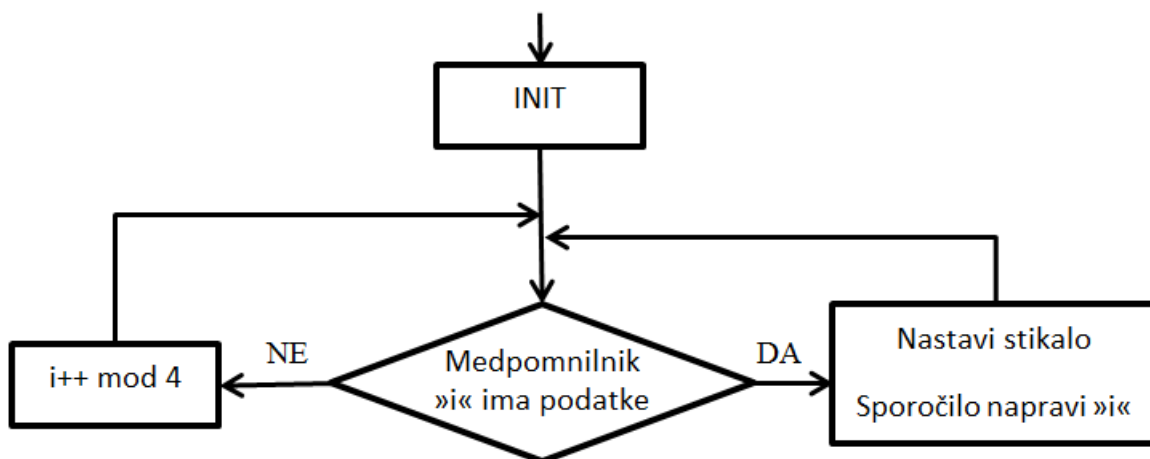 INIT
NE
DA
i++ mod 4
Medpomnilnik
»i« ima podatke
Nastavi stikalo
Sporočilo napravi »i«